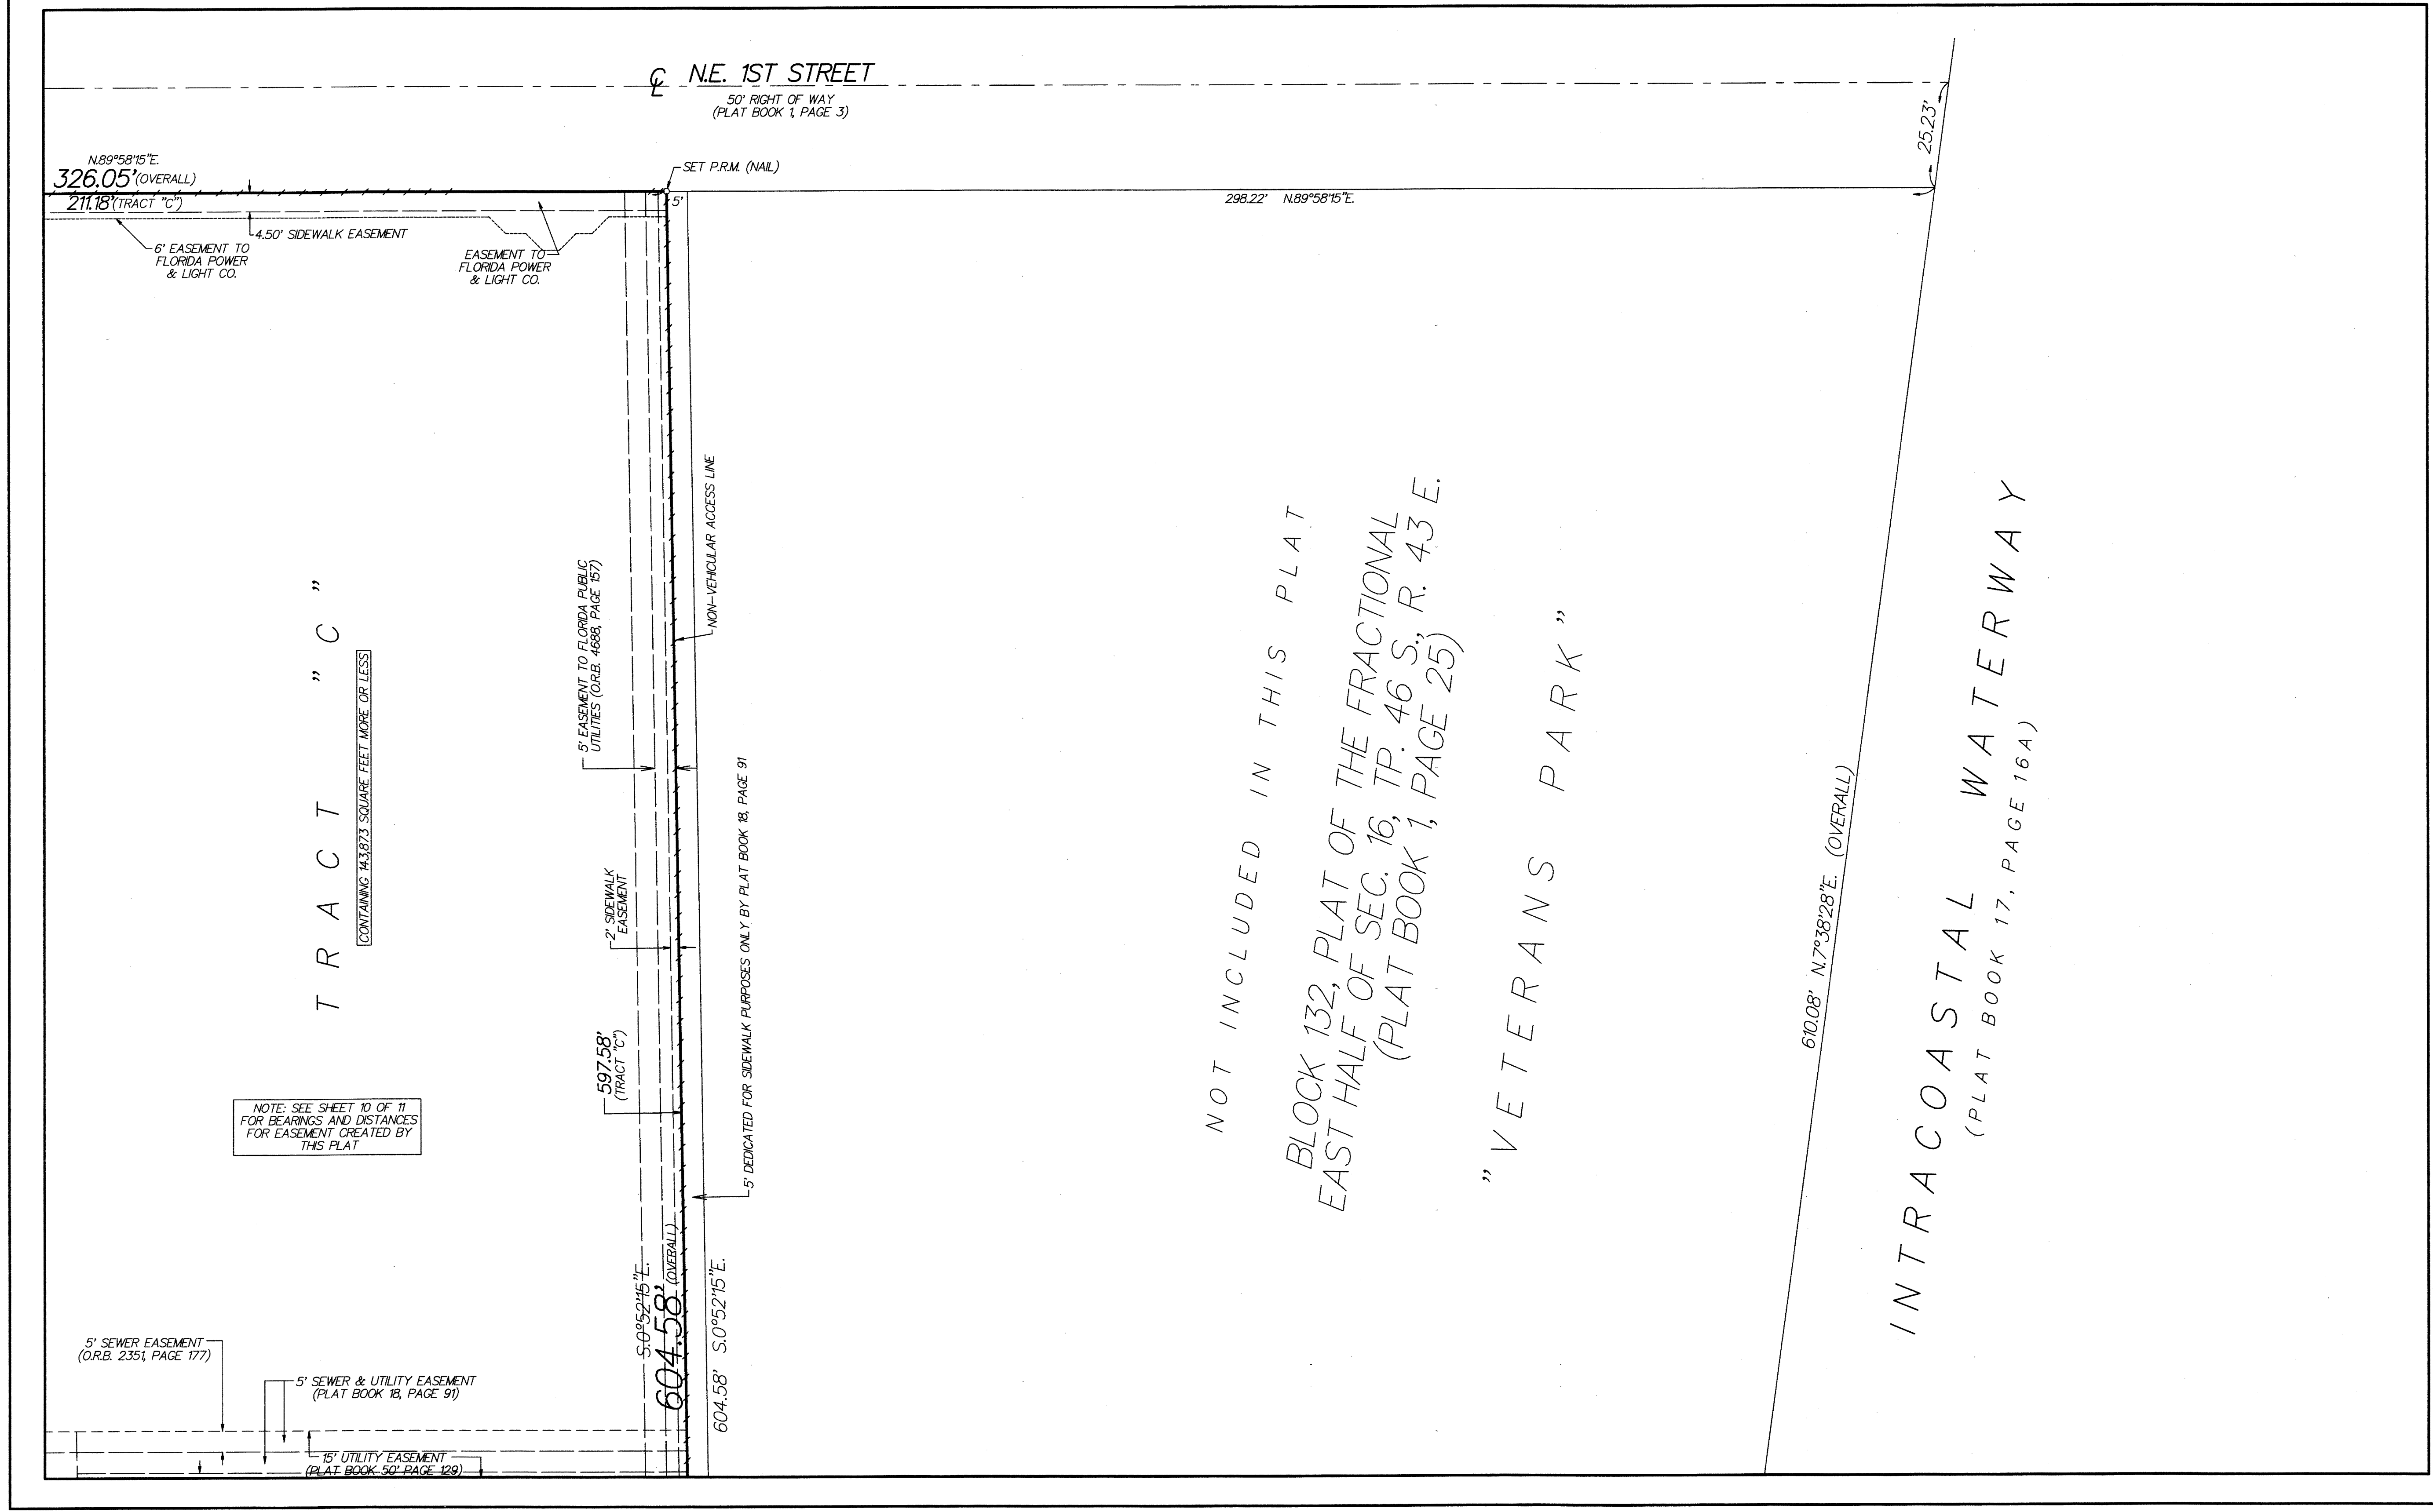 ℄ N.E. 1ST STREET
50' RIGHT OF WAY
(PLAT BOOK 1, PAGE 3)
25.23'
N.89°58'15"E.
326.05' (OVERALL)
211.18' (TRACT "C")
SET P.R.M. (NAIL)
5'
298.22' N.89°58'15"E.
4.50' SIDEWALK EASEMENT
6' EASEMENT TO
FLORIDA POWER
& LIGHT CO.
EASEMENT TO
FLORIDA POWER
& LIGHT CO.
TRACT "C"
CONTAINING 143,873 SQUARE FEET MORE OR LESS
5' EASEMENT TO FLORIDA PUBLIC
UTILITIES (O.R.B. 4688, PAGE 157)
NON-VEHICULAR ACCESS LINE
2' SIDEWALK
EASEMENT
5' DEDICATED FOR SIDEWALK PURPOSES ONLY BY PLAT BOOK 18, PAGE 91
597.58'
(TRACT "C")
NOTE: SEE SHEET 10 OF 11
FOR BEARINGS AND DISTANCES
FOR EASEMENT CREATED BY
THIS PLAT
S.0°52'15"E.
604.58' (OVERALL)
604.58' S.0°52'15"E.
NOT INCLUDED IN THIS PLAT
BLOCK 132, PLAT OF THE FRACTIONAL
EAST HALF OF SEC. 16, TP. 46 S., R. 43 E.
(PLAT BOOK 1, PAGE 25)
"VETERANS PARK"
610.08' N.7°38'28"E. (OVERALL)
INTRACOASTAL WATERWAY
(PLAT BOOK 17, PAGE 16A)
5' SEWER EASEMENT
(O.R.B. 2351, PAGE 177)
5' SEWER & UTILITY EASEMENT
(PLAT BOOK 18, PAGE 91)
15' UTILITY EASEMENT
(PLAT BOOK 50' PAGE 129)